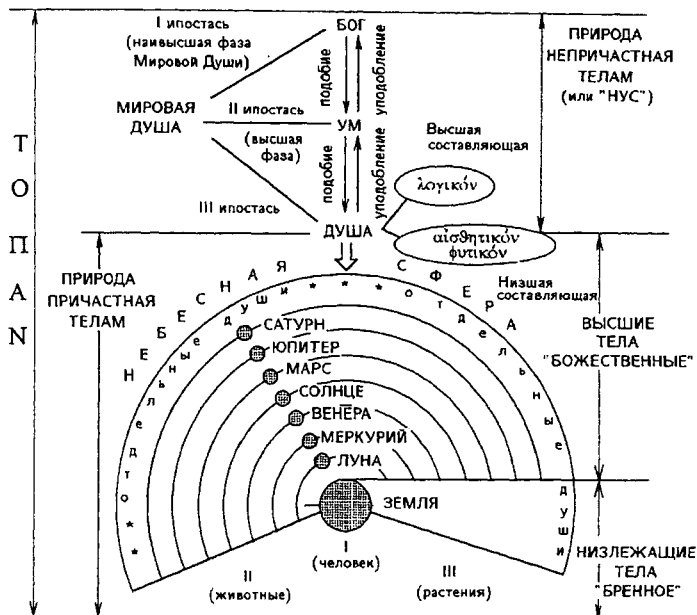 ΤΟ ΠΑΝ
I ипостась
(наивысшая фаза
Мировой Души)
БОГ
ПРИРОДА
НЕПРИЧАСТНАЯ
ТЕЛАМ
(или "НУС")
подобие
уподобление
МИРОВАЯ
ДУША
II ипостась
(высшая
фаза)
УМ
Высшая
составляющая
подобие
уподобление
λογικόν
III ипостась
ДУША
αἰσθητικόν
φυτικόν
Низшая
составляющая
ПРИРОДА
ПРИЧАСТНАЯ
ТЕЛАМ
НЕБЕСНАЯ СФЕРА
* * отдельные души * * * отдельные души
САТУРН
ЮПИТЕР
МАРС
СОЛНЦЕ
ВЕНЕРА
МЕРКУРИЙ
ЛУНА
ЗЕМЛЯ
ВЫСШИЕ
ТЕЛА
"БОЖЕСТВЕННЫЕ"
I
(человек)
II
(животные)
III
(растения)
НИЗЛЕЖАЩИЕ
ТЕЛА
"БРЕННОЕ"